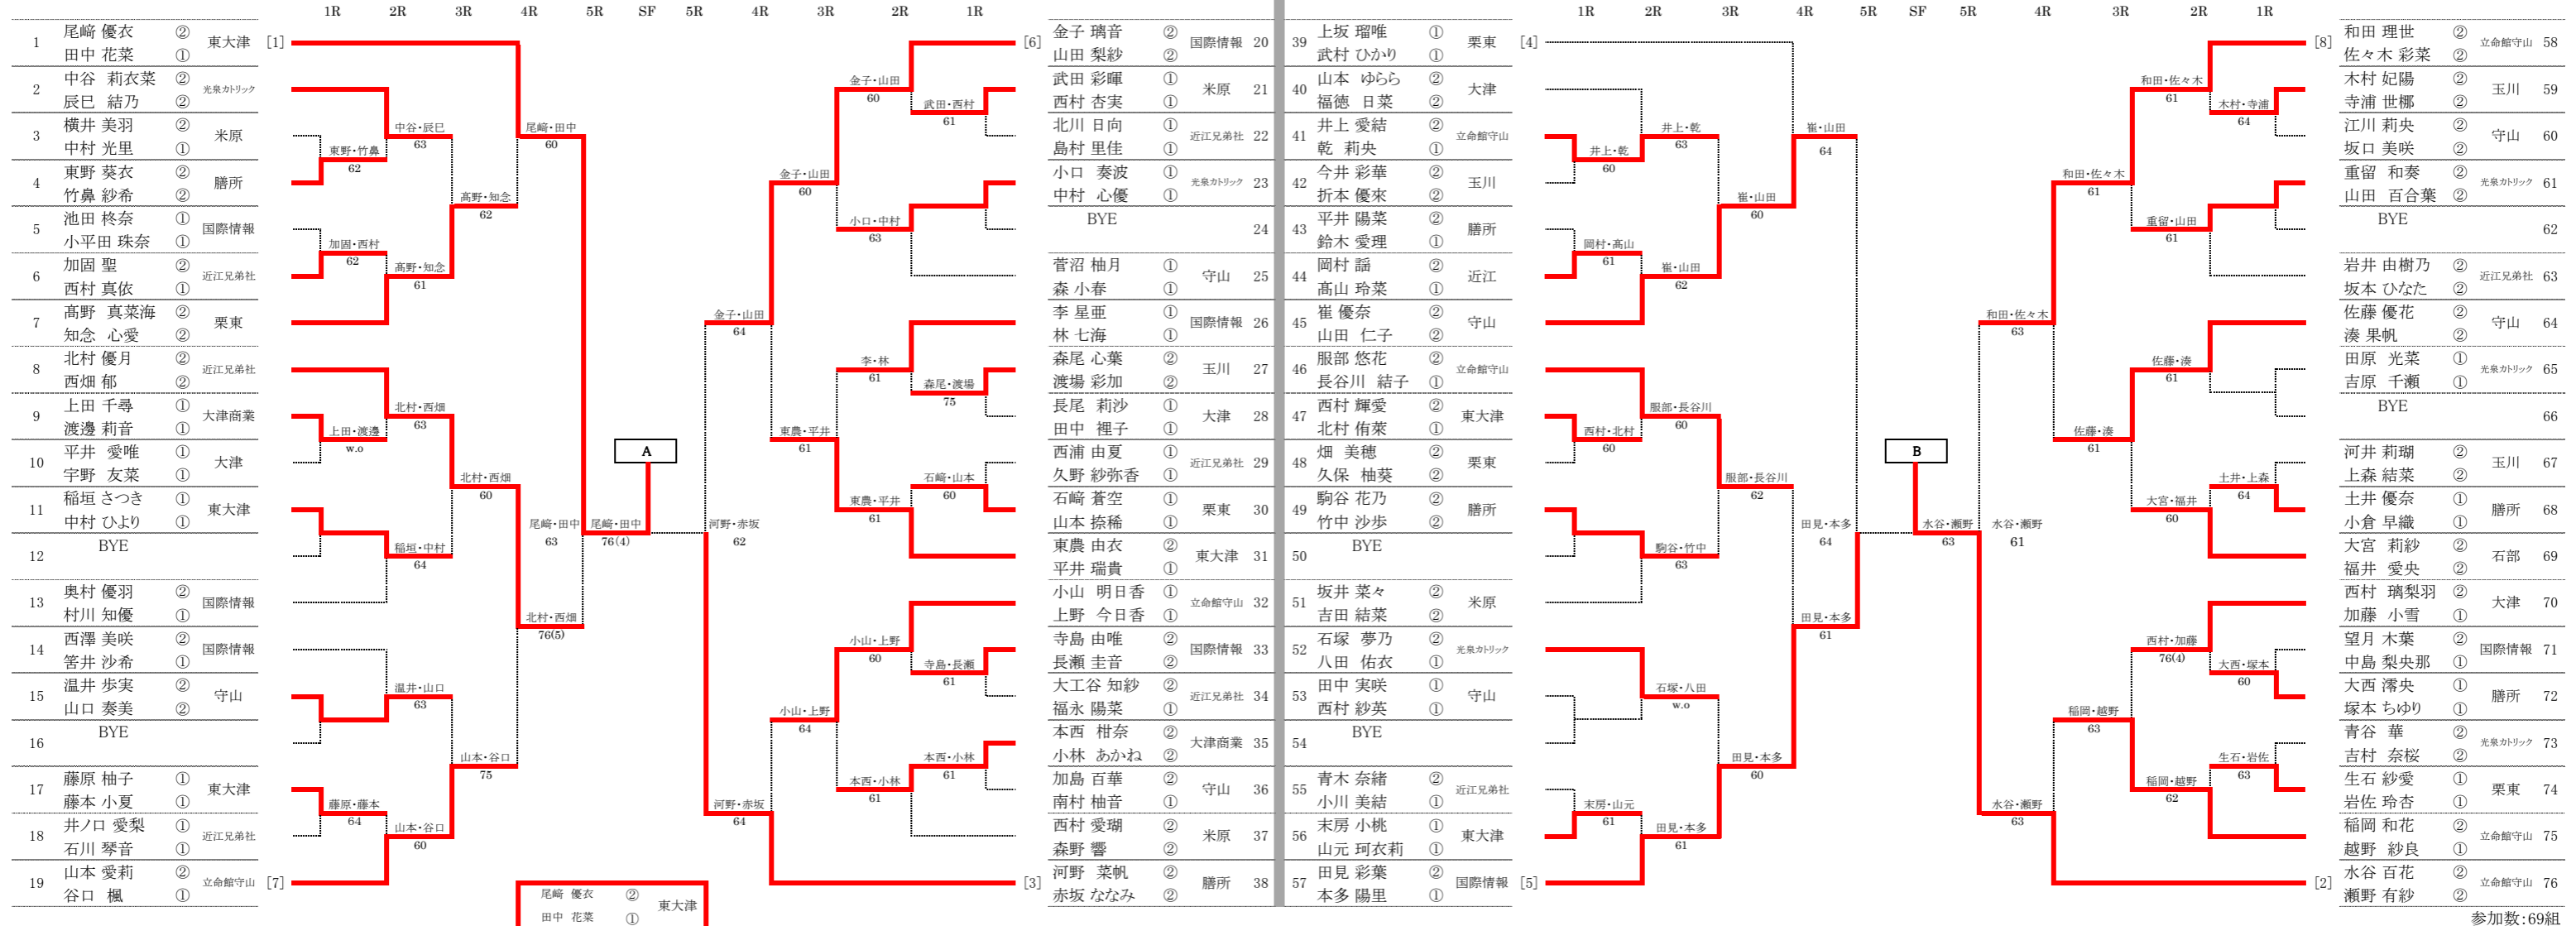 1R 2R 3R 4R 5R SF 5R 4R 3R 2R 1R
1 尾﨑 優衣 ② 東大津 [1]
田中 花菜 ①
2 中谷 莉衣菜 ② 光泉カトリック
辰巳 結乃 ②
3 横井 美羽 ② 米原
中村 光里 ①
4 東野 葵衣 ② 膳所
竹鼻 紗希 ②
5 池田 柊奈 ① 国際情報
小平田 珠奈 ①
6 加固 聖 ② 近江兄弟社
西村 真依 ①
7 髙野 真菜海 ② 栗東
知念 心愛 ②
8 北村 優月 ② 近江兄弟社
西畑 郁 ②
9 上田 千尋 ① 大津商業
渡邊 莉音 ①
10 平井 愛唯 ① 大津
宇野 友菜 ①
11 稲垣 さつき ① 東大津
中村 ひより ①
12 BYE
13 奥村 優羽 ② 国際情報
村川 知優 ①
14 西澤 美咲 ② 国際情報
筈井 沙希 ①
15 温井 歩実 ② 守山
山口 奏美 ②
16 BYE
17 藤原 柚子 ① 東大津
藤本 小夏 ①
18 井ノ口 愛梨 ① 近江兄弟社
石川 琴音 ①
19 山本 愛莉 ② 立命館守山 [7]
谷口 楓 ①
東野・竹鼻
62
加固・西村
62
上田・渡邊
w.o
藤原・藤本
64
中谷・辰巳
63
髙野・知念
61
北村・西畑
63
稲垣・中村
64
温井・山口
63
山本・谷口
60
髙野・知念
62
北村・西畑
60
山本・谷口
75
尾﨑・田中
60
北村・西畑
76(5)
尾﨑・田中
63
尾﨑・田中
76(4)
A
河野・赤坂
62
金子・山田
64
河野・赤坂
64
金子・山田
60
東農・平井
61
小山・上野
64
金子・山田
60
小口・中村
63
李・林
61
東農・平井
61
小山・上野
60
本西・小林
61
武田・西村
61
森尾・渡場
75
石﨑・山本
60
寺島・長瀬
61
本西・小林
61
尾﨑 優衣 ② 東大津
田中 花菜 ①
[6] 金子 璃音 ② 国際情報 20
山田 梨紗 ②
武田 彩暉 ① 米原 21
西村 杏実 ①
北川 日向 ① 近江兄弟社 22
島村 里佳 ①
小口 奏波 ① 光泉カトリック 23
中村 心優 ①
BYE 24
菅沼 柚月 ① 守山 25
森 小春 ①
李 星亜 ① 国際情報 26
林 七海 ①
森尾 心葉 ② 玉川 27
渡場 彩加 ②
長尾 莉沙 ① 大津 28
田中 裡子 ①
西浦 由夏 ① 近江兄弟社 29
久野 紗弥香 ①
石﨑 蒼空 ① 栗東 30
山本 捺稀 ①
東農 由衣 ② 東大津 31
平井 瑞貴 ①
小山 明日香 ① 立命館守山 32
上野 今日香 ①
寺島 由唯 ② 国際情報 33
長瀬 圭音 ②
大工谷 知紗 ② 近江兄弟社 34
福永 陽菜 ①
本西 柑奈 ② 大津商業 35
小林 あかね ②
加島 百華 ② 守山 36
南村 柚音 ①
西村 愛瑚 ② 米原 37
森野 響 ②
[3] 河野 菜帆 ② 膳所 38
赤坂 ななみ ②
1R 2R 3R 4R 5R SF 5R 4R 3R 2R 1R
39 上坂 瑠唯 ① 栗東 [4]
武村 ひかり ①
40 山本 ゆらら ② 大津
福徳 日菜 ②
41 井上 愛結 ② 立命館守山
乾 莉央 ①
42 今井 彩華 ② 玉川
折本 優來 ②
43 平井 陽菜 ② 膳所
鈴木 愛理 ①
44 岡村 謡 ② 近江
髙山 玲菜 ①
45 崔 優奈 ② 守山
山田 仁子 ②
46 服部 悠花 ② 立命館守山
長谷川 結子 ①
47 西村 輝愛 ② 東大津
北村 侑菜 ①
48 畑 美穂 ② 栗東
久保 柚葵 ②
49 駒谷 花乃 ② 膳所
竹中 沙歩 ②
50 BYE
51 坂井 菜々 ② 米原
吉田 結菜 ②
52 石塚 夢乃 ② 光泉カトリック
八田 佑衣 ①
53 田中 実咲 ① 守山
西村 紗英 ①
54 BYE
55 青木 奈緒 ② 近江兄弟社
小川 美結 ①
56 末房 小桃 ① 東大津
山元 珂衣莉 ①
57 田見 彩葉 ② 国際情報 [5]
本多 陽里 ①
井上・乾
60
岡村・髙山
61
西村・北村
60
末房・山元
61
井上・乾
63
崔・山田
62
服部・長谷川
60
駒谷・竹中
63
石塚・八田
w.o
田見・本多
61
崔・山田
60
服部・長谷川
62
田見・本多
60
崔・山田
64
田見・本多
61
田見・本多
64
B
水谷・瀬野
63
水谷・瀬野
61
和田・佐々木
63
水谷・瀬野
63
和田・佐々木
61
佐藤・湊
61
稲岡・越野
63
和田・佐々木
61
重留・山田
61
佐藤・湊
61
大宮・福井
60
西村・加藤
76(4)
稲岡・越野
62
木村・寺浦
64
土井・上森
64
大西・塚本
60
生石・岩佐
63
[8] 和田 理世 ② 立命館守山 58
佐々木 彩菜 ②
木村 妃陽 ② 玉川 59
寺浦 世梛 ②
江川 莉央 ② 守山 60
坂口 美咲 ②
重留 和奏 ② 光泉カトリック 61
山田 百合葉 ②
BYE 62
岩井 由樹乃 ② 近江兄弟社 63
坂本 ひなた ②
佐藤 優花 ② 守山 64
湊 果帆 ②
田原 光菜 ① 光泉カトリック 65
吉原 千瀬 ①
BYE 66
河井 莉瑚 ② 玉川 67
上森 結菜 ②
土井 優奈 ① 膳所 68
小倉 早織 ①
大宮 莉紗 ② 石部 69
福井 愛央 ②
西村 璃梨羽 ② 大津 70
加藤 小雪 ①
望月 木葉 ② 国際情報 71
中島 梨央那 ①
大西 澪央 ① 膳所 72
塚本 ちゆり ①
青谷 華 ② 光泉カトリック 73
吉村 奈桜 ②
生石 紗愛 ① 栗東 74
岩佐 玲杏 ①
稲岡 和花 ② 立命館守山 75
越野 紗良 ①
[2] 水谷 百花 ② 立命館守山 76
瀬野 有紗 ②
参加数:69組